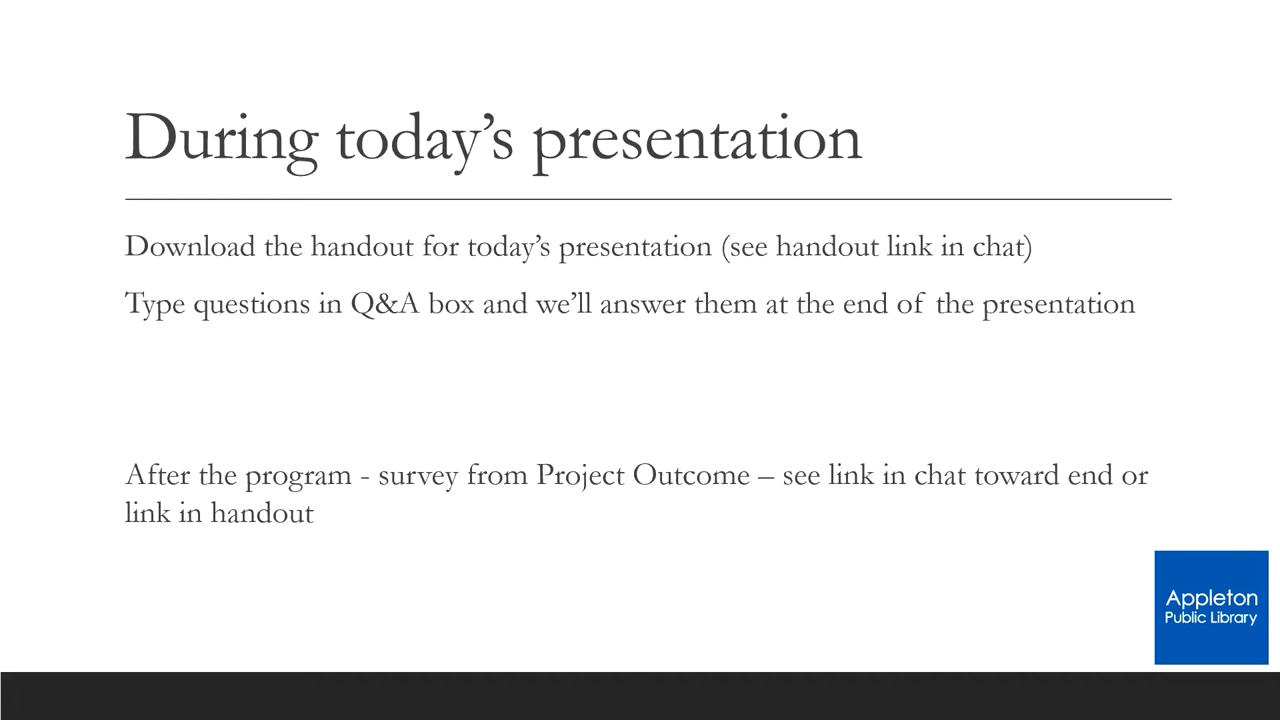 During today’s presentation
Download the handout for today’s presentation (see handout link in chat)
Type questions in Q&A box and we’ll answer them at the end of the presentation
After the program - survey from Project Outcome – see link in chat toward end or
link in handout
Appleton
Public Library